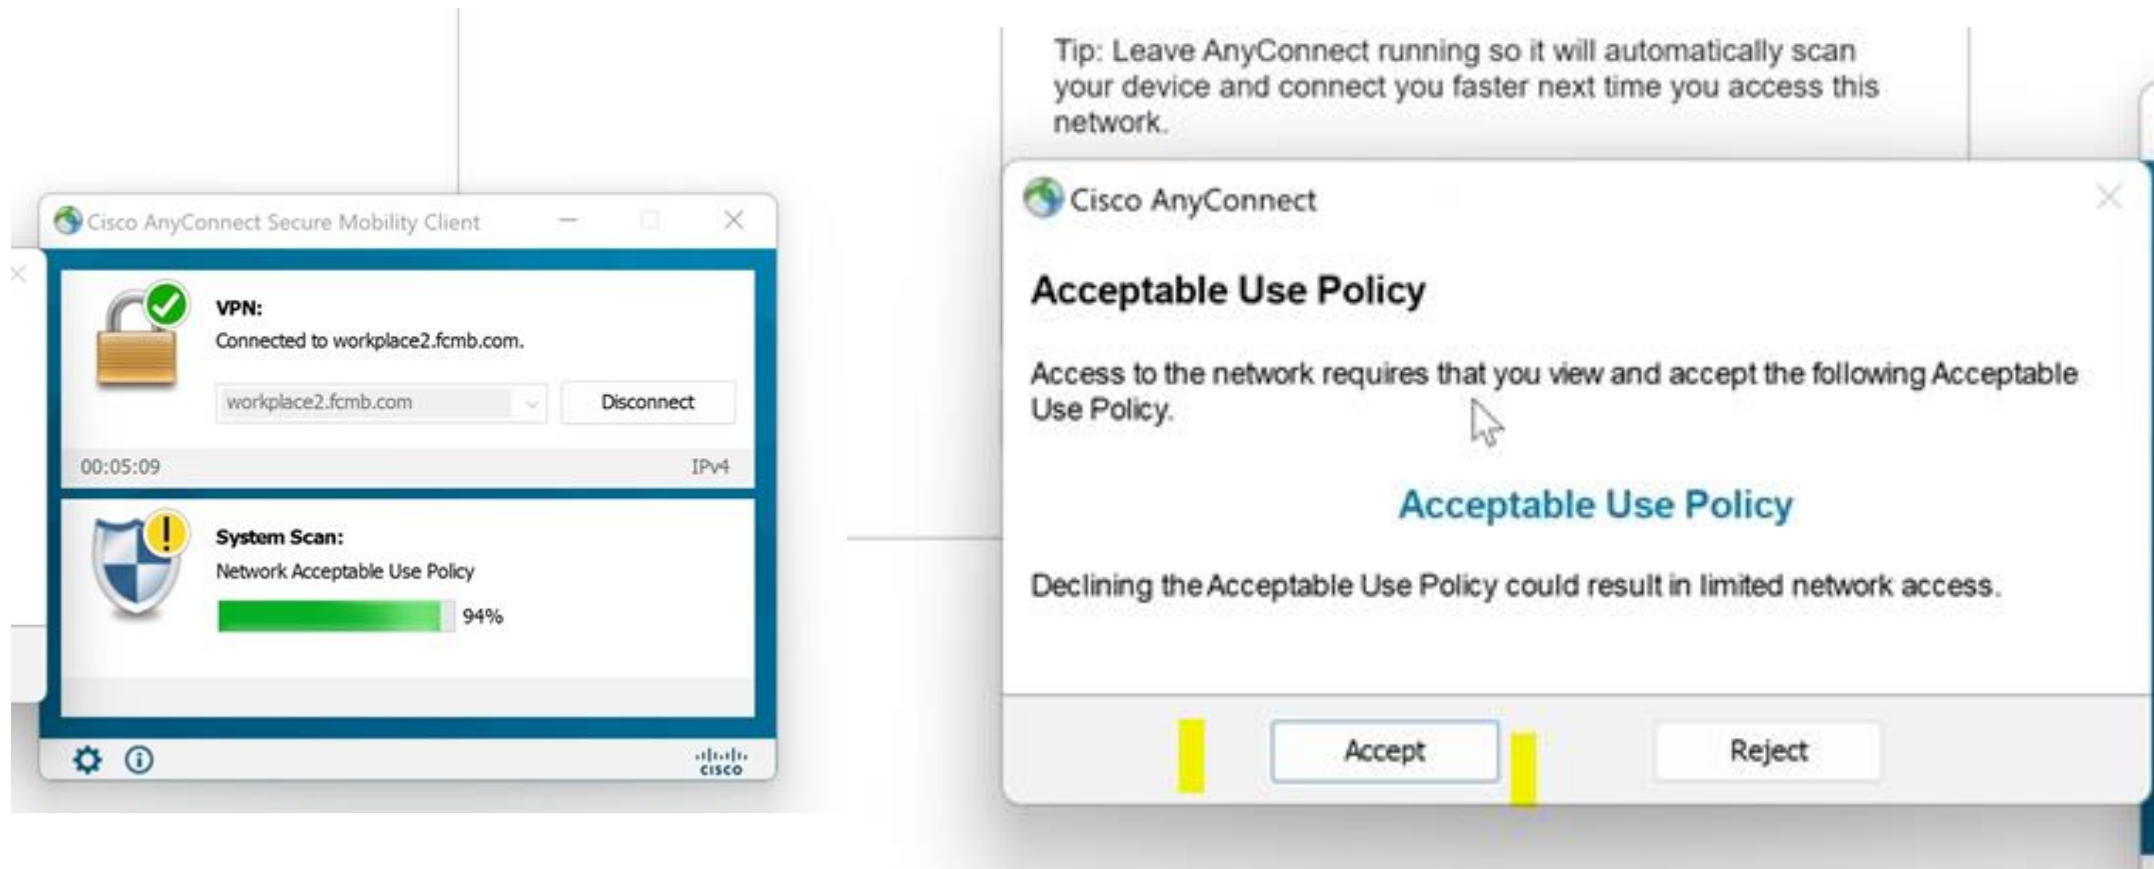 Cisco AnyConnect Secure Mobility Client
VPN:
Connected to workplace2.fcmb.com.
workplace2.fcmb.com
Disconnect
00:05:09
IPv4
System Scan:
Network Acceptable Use Policy
94%
CISCO
Tip: Leave AnyConnect running so it will automatically scan
your device and connect you faster next time you access this
network.
Cisco AnyConnect
Acceptable Use Policy
Access to the network requires that you view and accept the following Acceptable
Use Policy.
Acceptable Use Policy
Declining the Acceptable Use Policy could result in limited network access.
Accept
Reject